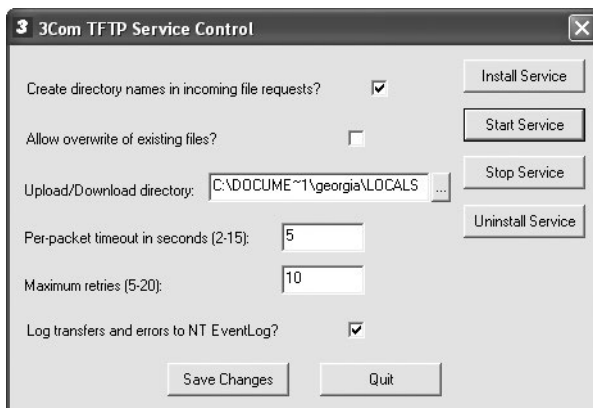 3 3Com TFTP Service Control
Create directory names in incoming file requests?
Install Service
Allow overwrite of existing files?
Start Service
Upload/Download directory: C:\DOCUME~1\georgia\LOCALS ...
Stop Service
Per-packet timeout in seconds (2-15): 5
Uninstall Service
Maximum retries (5-20): 10
Log transfers and errors to NT EventLog?
Save Changes Quit